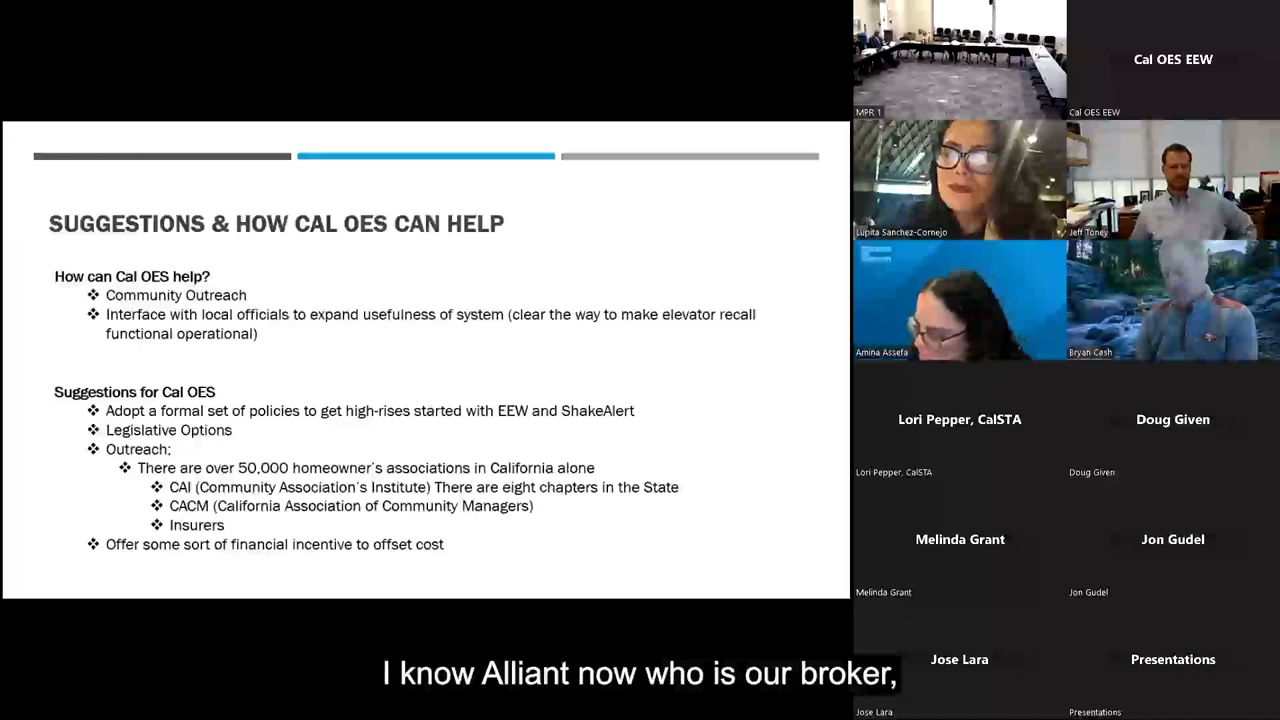 SUGGESTIONS & HOW CAL OES CAN HELP
How can Cal OES help?
❖ Community Outreach
❖ Interface with local officials to expand usefulness of system (clear the way to make elevator recall
functional operational)
Suggestions for Cal OES
❖ Adopt a formal set of policies to get high-rises started with EEW and ShakeAlert
❖ Legislative Options
❖ Outreach;
❖ There are over 50,000 homeowner's associations in California alone
❖ CAI (Community Association's Institute) There are eight chapters in the State
❖ CACM (California Association of Community Managers)
❖ Insurers
❖ Offer some sort of financial incentive to offset cost
MPR 1
Cal OES EEW
Cal OES EEW
Lupita Sanchez-Cornejo
Jeff Toney
Amina Assefa
Bryan Cash
Lori Pepper, CalSTA
Lori Pepper, CalSTA
Doug Given
Doug Given
Melinda Grant
Melinda Grant
Jon Gudel
Jon Gudel
Jose Lara
Jose Lara
Presentations
Presentations
I know Alliant now who is our broker,